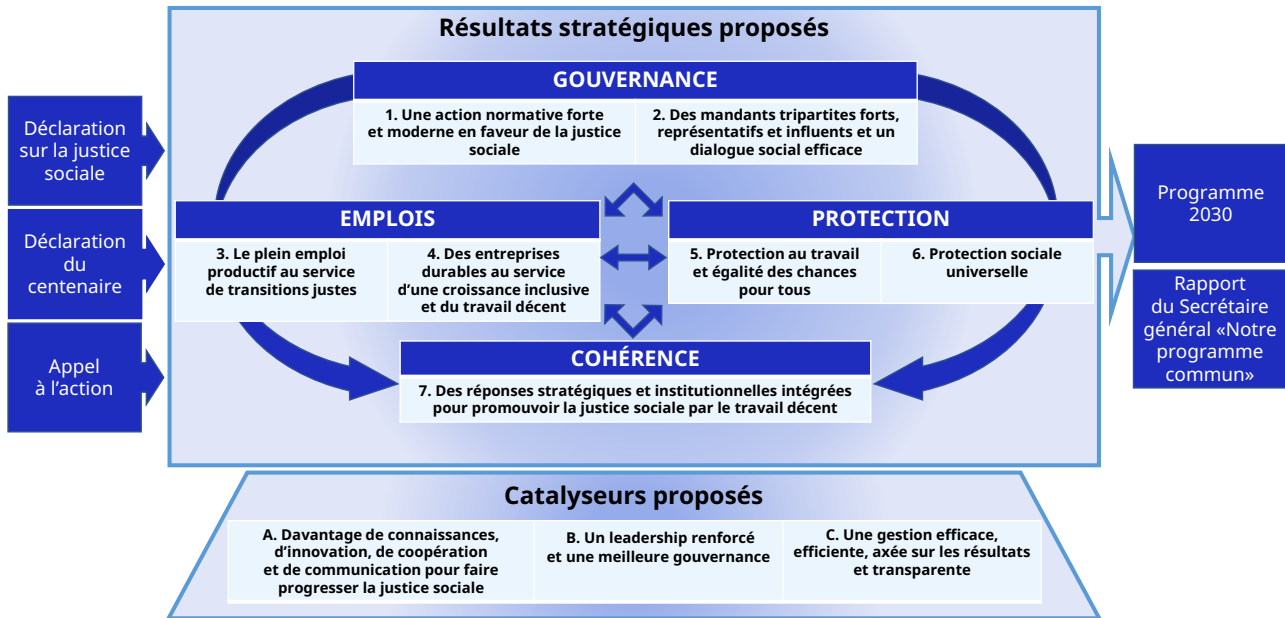 Résultats stratégiques proposés
GOUVERNANCE
1. Une action normative forte
et moderne en faveur de la justice
sociale
2. Des mandants tripartites forts,
représentatifs et influents et un
dialogue social efficace
Déclaration
sur la justice
sociale
Déclaration
du
centenaire
Appel
à l’action
EMPLOIS
3. Le plein emploi
productif au service
de transitions justes
4. Des entreprises
durables au service
d’une croissance inclusive
et du travail décent
PROTECTION
5. Protection au travail
et égalité des chances
pour tous
6. Protection sociale
universelle
COHÉRENCE
7. Des réponses stratégiques et institutionnelles intégrées
pour promouvoir la justice sociale par le travail décent
Programme
2030
Rapport
du Secrétaire
général «Notre
programme
commun»
Catalyseurs proposés
A. Davantage de connaissances,
d’innovation, de coopération
et de communication pour faire
progresser la justice sociale
B. Un leadership renforcé
et une meilleure gouvernance
C. Une gestion efficace,
efficiente, axée sur les résultats
et transparente